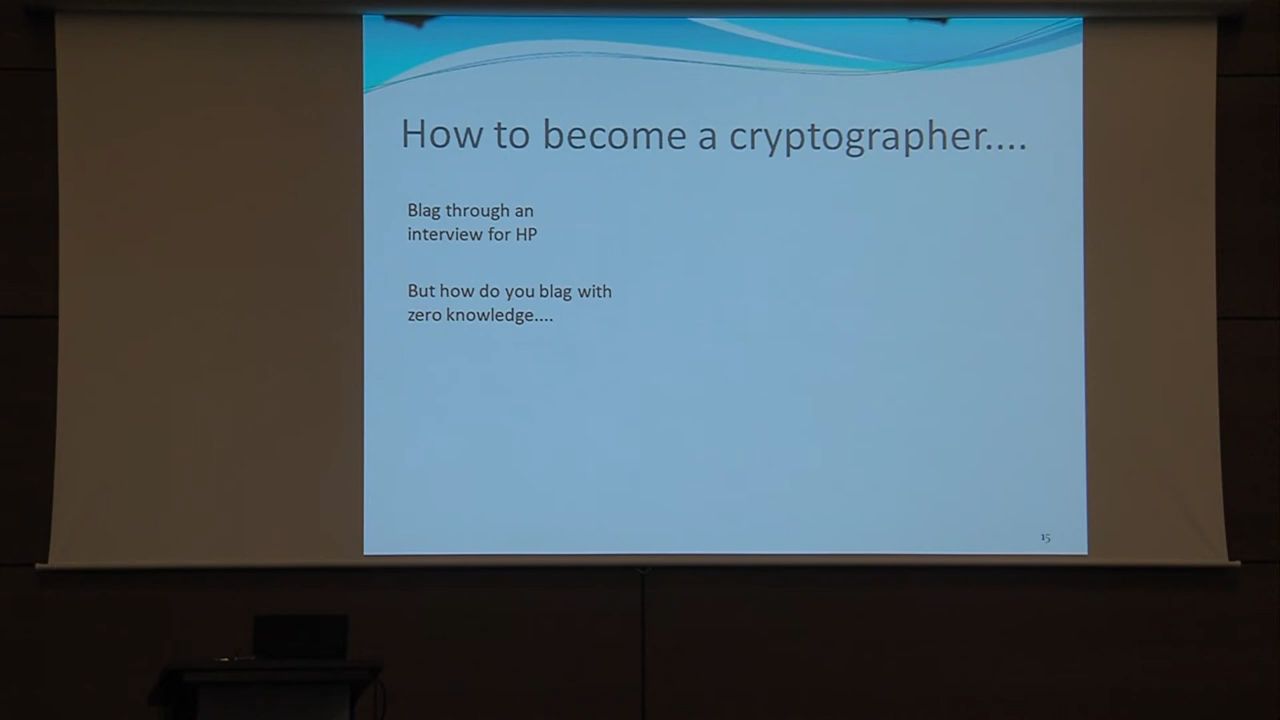 How to become a cryptographer....
Blag through an
interview for HP
But how do you blag with
zero knowledge....
15